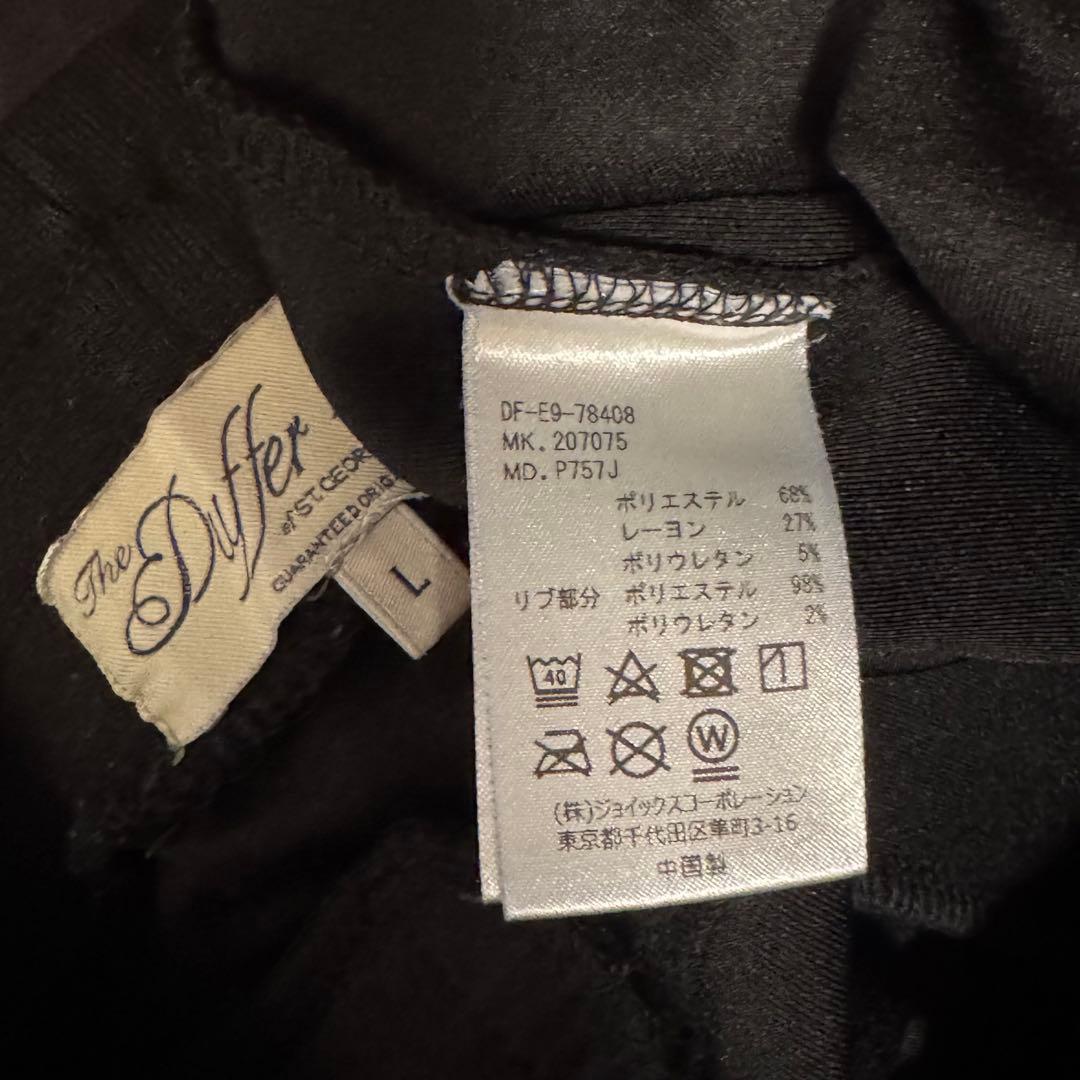 The Duffer
of ST. GEOR
GUARANTEED ORIG
L
DF-E9-78408
MK. 207075
MD. P757J
ポリエステル 68%
レーヨン 27%
ポリウレタン 5%
リブ部分 ポリエステル 98%
ポリウレタン 2%
40
W
(株)ジョイックスコーポレーション
東京都千代田区隼町3-16
中国製